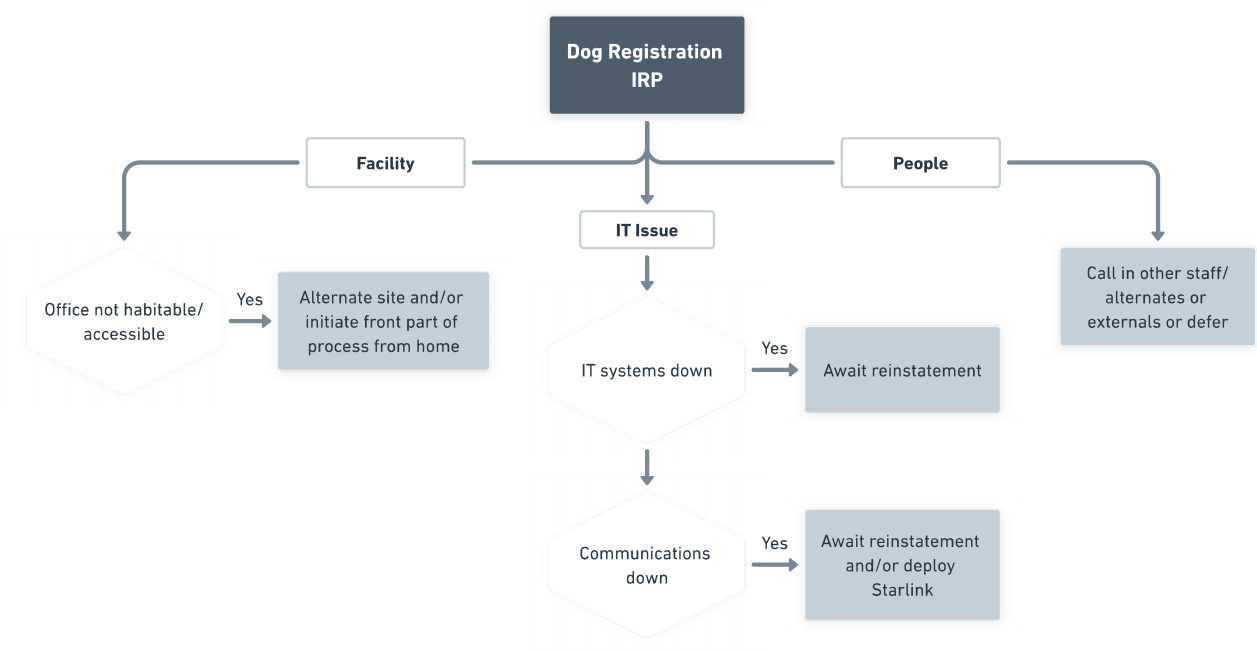 Dog Registration
IRP
Facility
People
IT Issue
Office not habitable/
accessible
Yes
Alternate site and/or
initiate front part of
process from home
Call in other staff/
alternates or
externals or defer
IT systems down
Yes
Await reinstatement
Communications
down
Yes
Await reinstatement
and/or deploy
Starlink